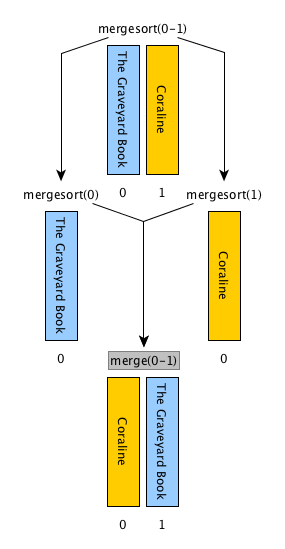 mergesort(0-1)
The Graveyard Book
Coraline
0
1
mergesort(0)
mergesort(1)
The Graveyard Book
Coraline
0
0
merge(0-1)
Coraline
The Graveyard Book
0
1